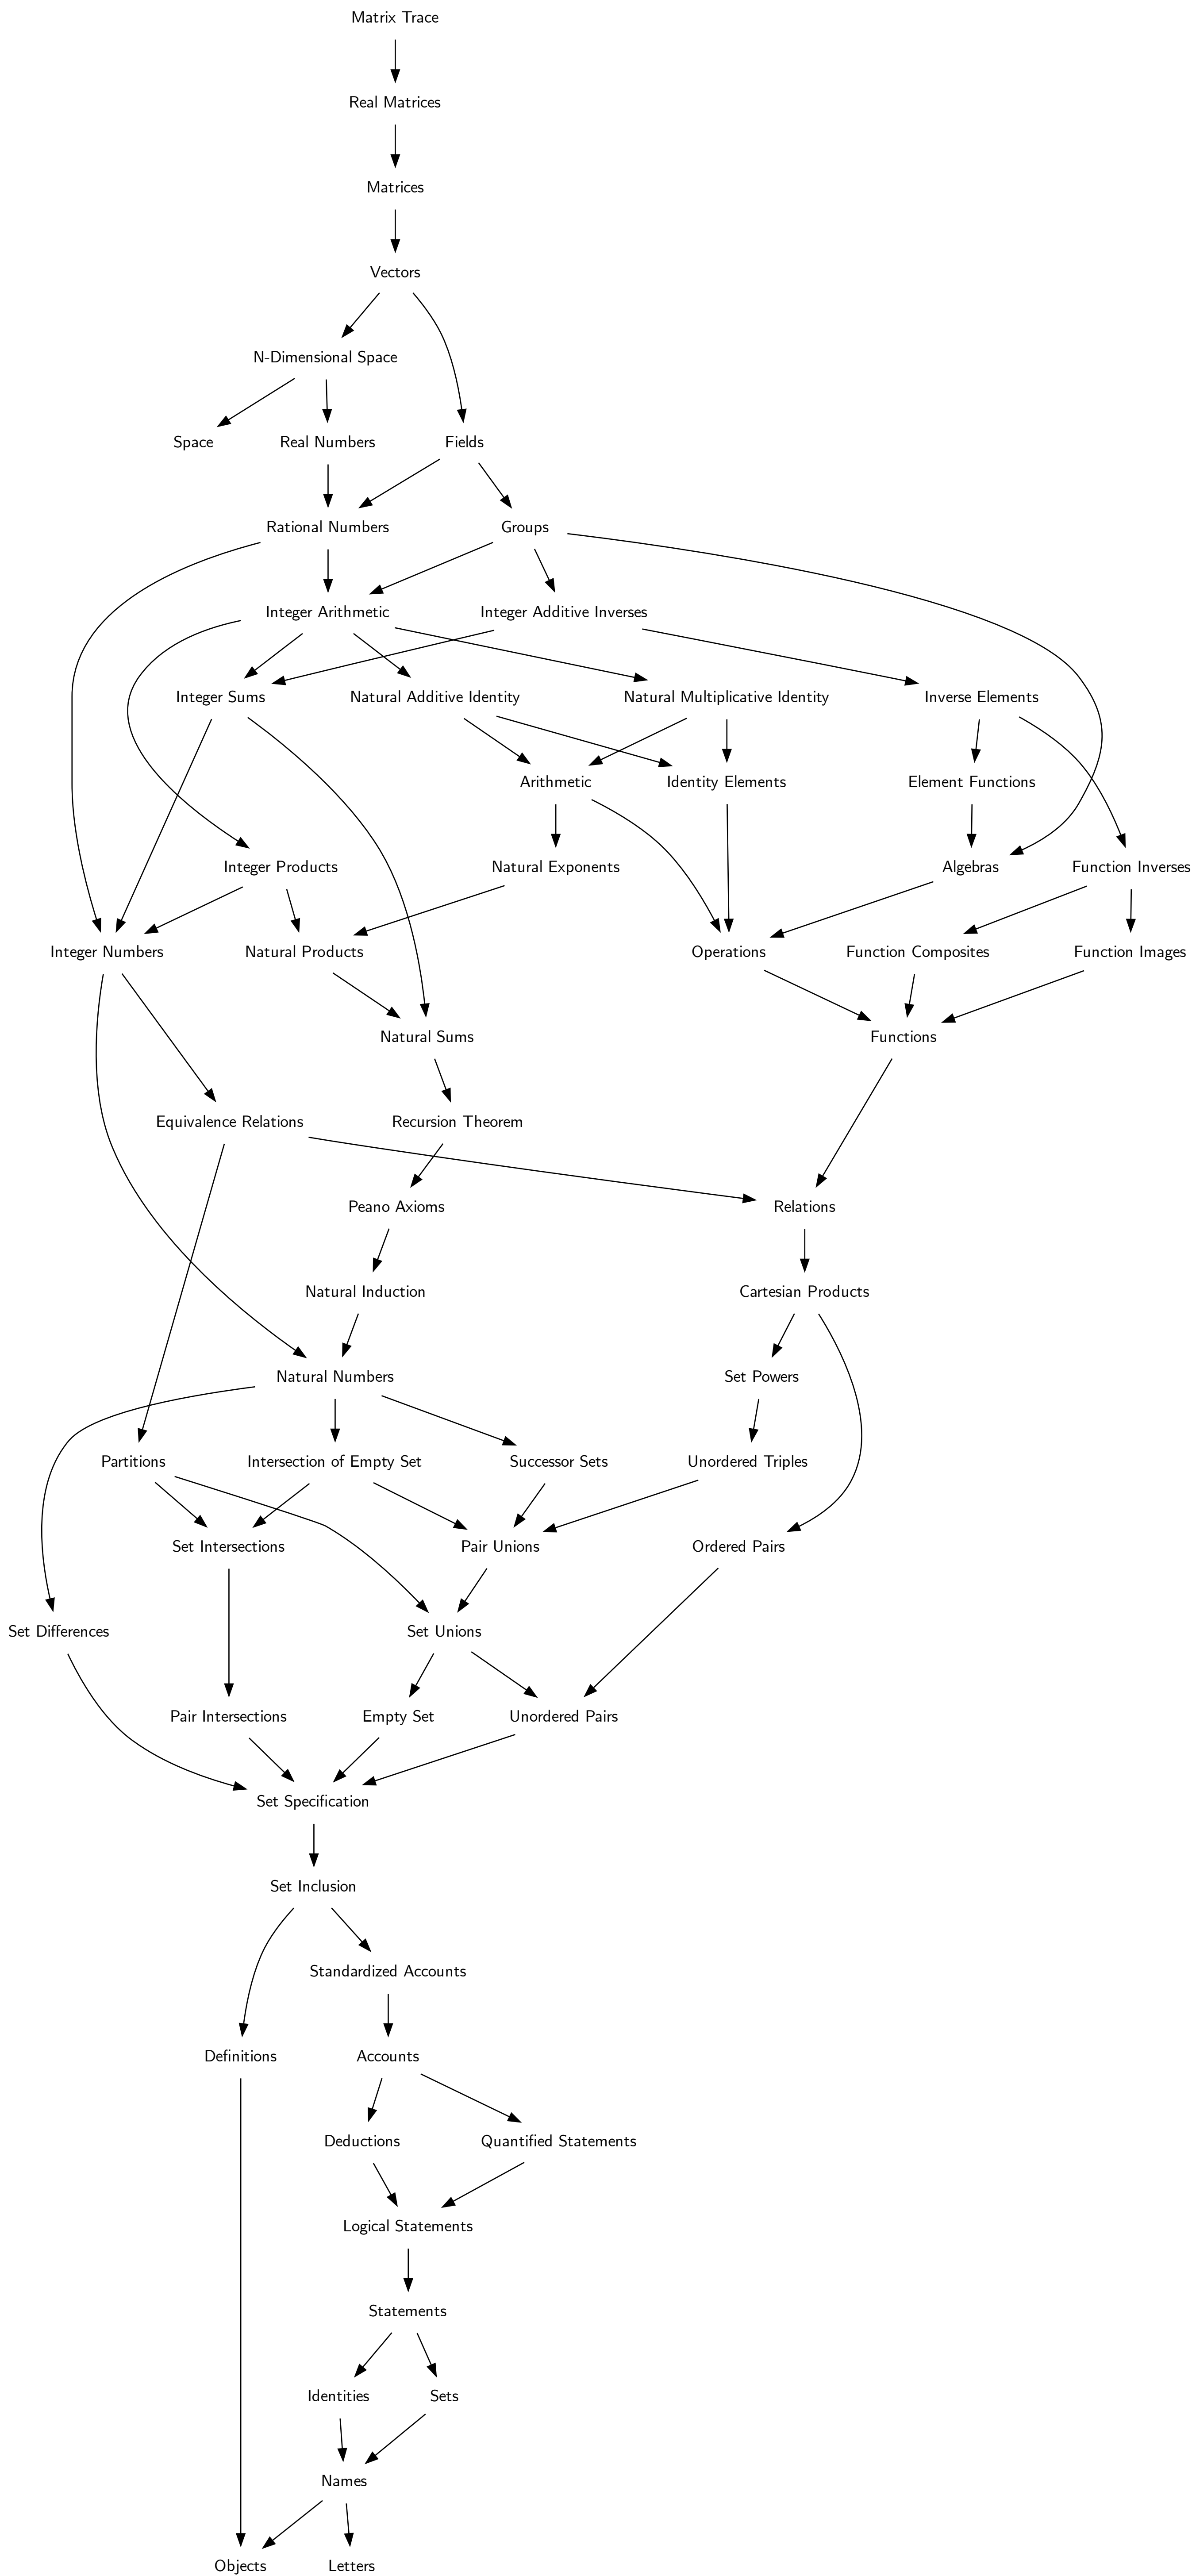 Matrix Trace
Real Matrices
Matrices
Vectors
N-Dimensional Space
Space
Real Numbers
Fields
Rational Numbers
Groups
Integer Arithmetic
Integer Additive Inverses
Integer Sums
Natural Additive Identity
Natural Multiplicative Identity
Inverse Elements
Arithmetic
Identity Elements
Element Functions
Integer Products
Natural Exponents
Algebras
Function Inverses
Integer Numbers
Natural Products
Operations
Function Composites
Function Images
Natural Sums
Functions
Equivalence Relations
Recursion Theorem
Peano Axioms
Relations
Natural Induction
Cartesian Products
Natural Numbers
Set Powers
Partitions
Intersection of Empty Set
Successor Sets
Unordered Triples
Set Intersections
Pair Unions
Ordered Pairs
Set Differences
Set Unions
Pair Intersections
Empty Set
Unordered Pairs
Set Specification
Set Inclusion
Standardized Accounts
Definitions
Accounts
Deductions
Quantified Statements
Logical Statements
Statements
Identities
Sets
Names
Objects
Letters